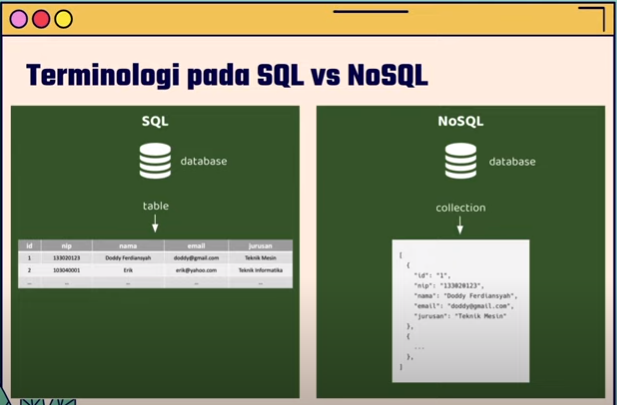 Terminologi pada SQL vs NoSQL
SQL
database
table
id nip nama email jurusan
1 133020123 Doddy Ferdiansyah doddy@gmail.com Teknik Mesin
2 103040001 Erik erik@yahoo.com Teknik Informatika
... ... ... ... ...
NoSQL
database
collection
[
{
"id": "1",
"nip": "133020123",
"nama": "Doddy Ferdiansyah",
"email": "doddy@gmail.com",
"jurusan": "Teknik Mesin"
},
{
...
},
]